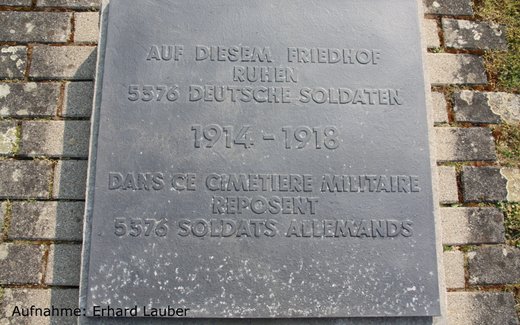 AUF DIESEM FRIEDHOF
RUHEN
5576 DEUTSCHE SOLDATEN
1914 - 1918
DANS CE CIMETIERE MILITAIRE
REPOSENT
5576 SOLDATS ALLEMANDS
Aufnahme: Erhard Lauber